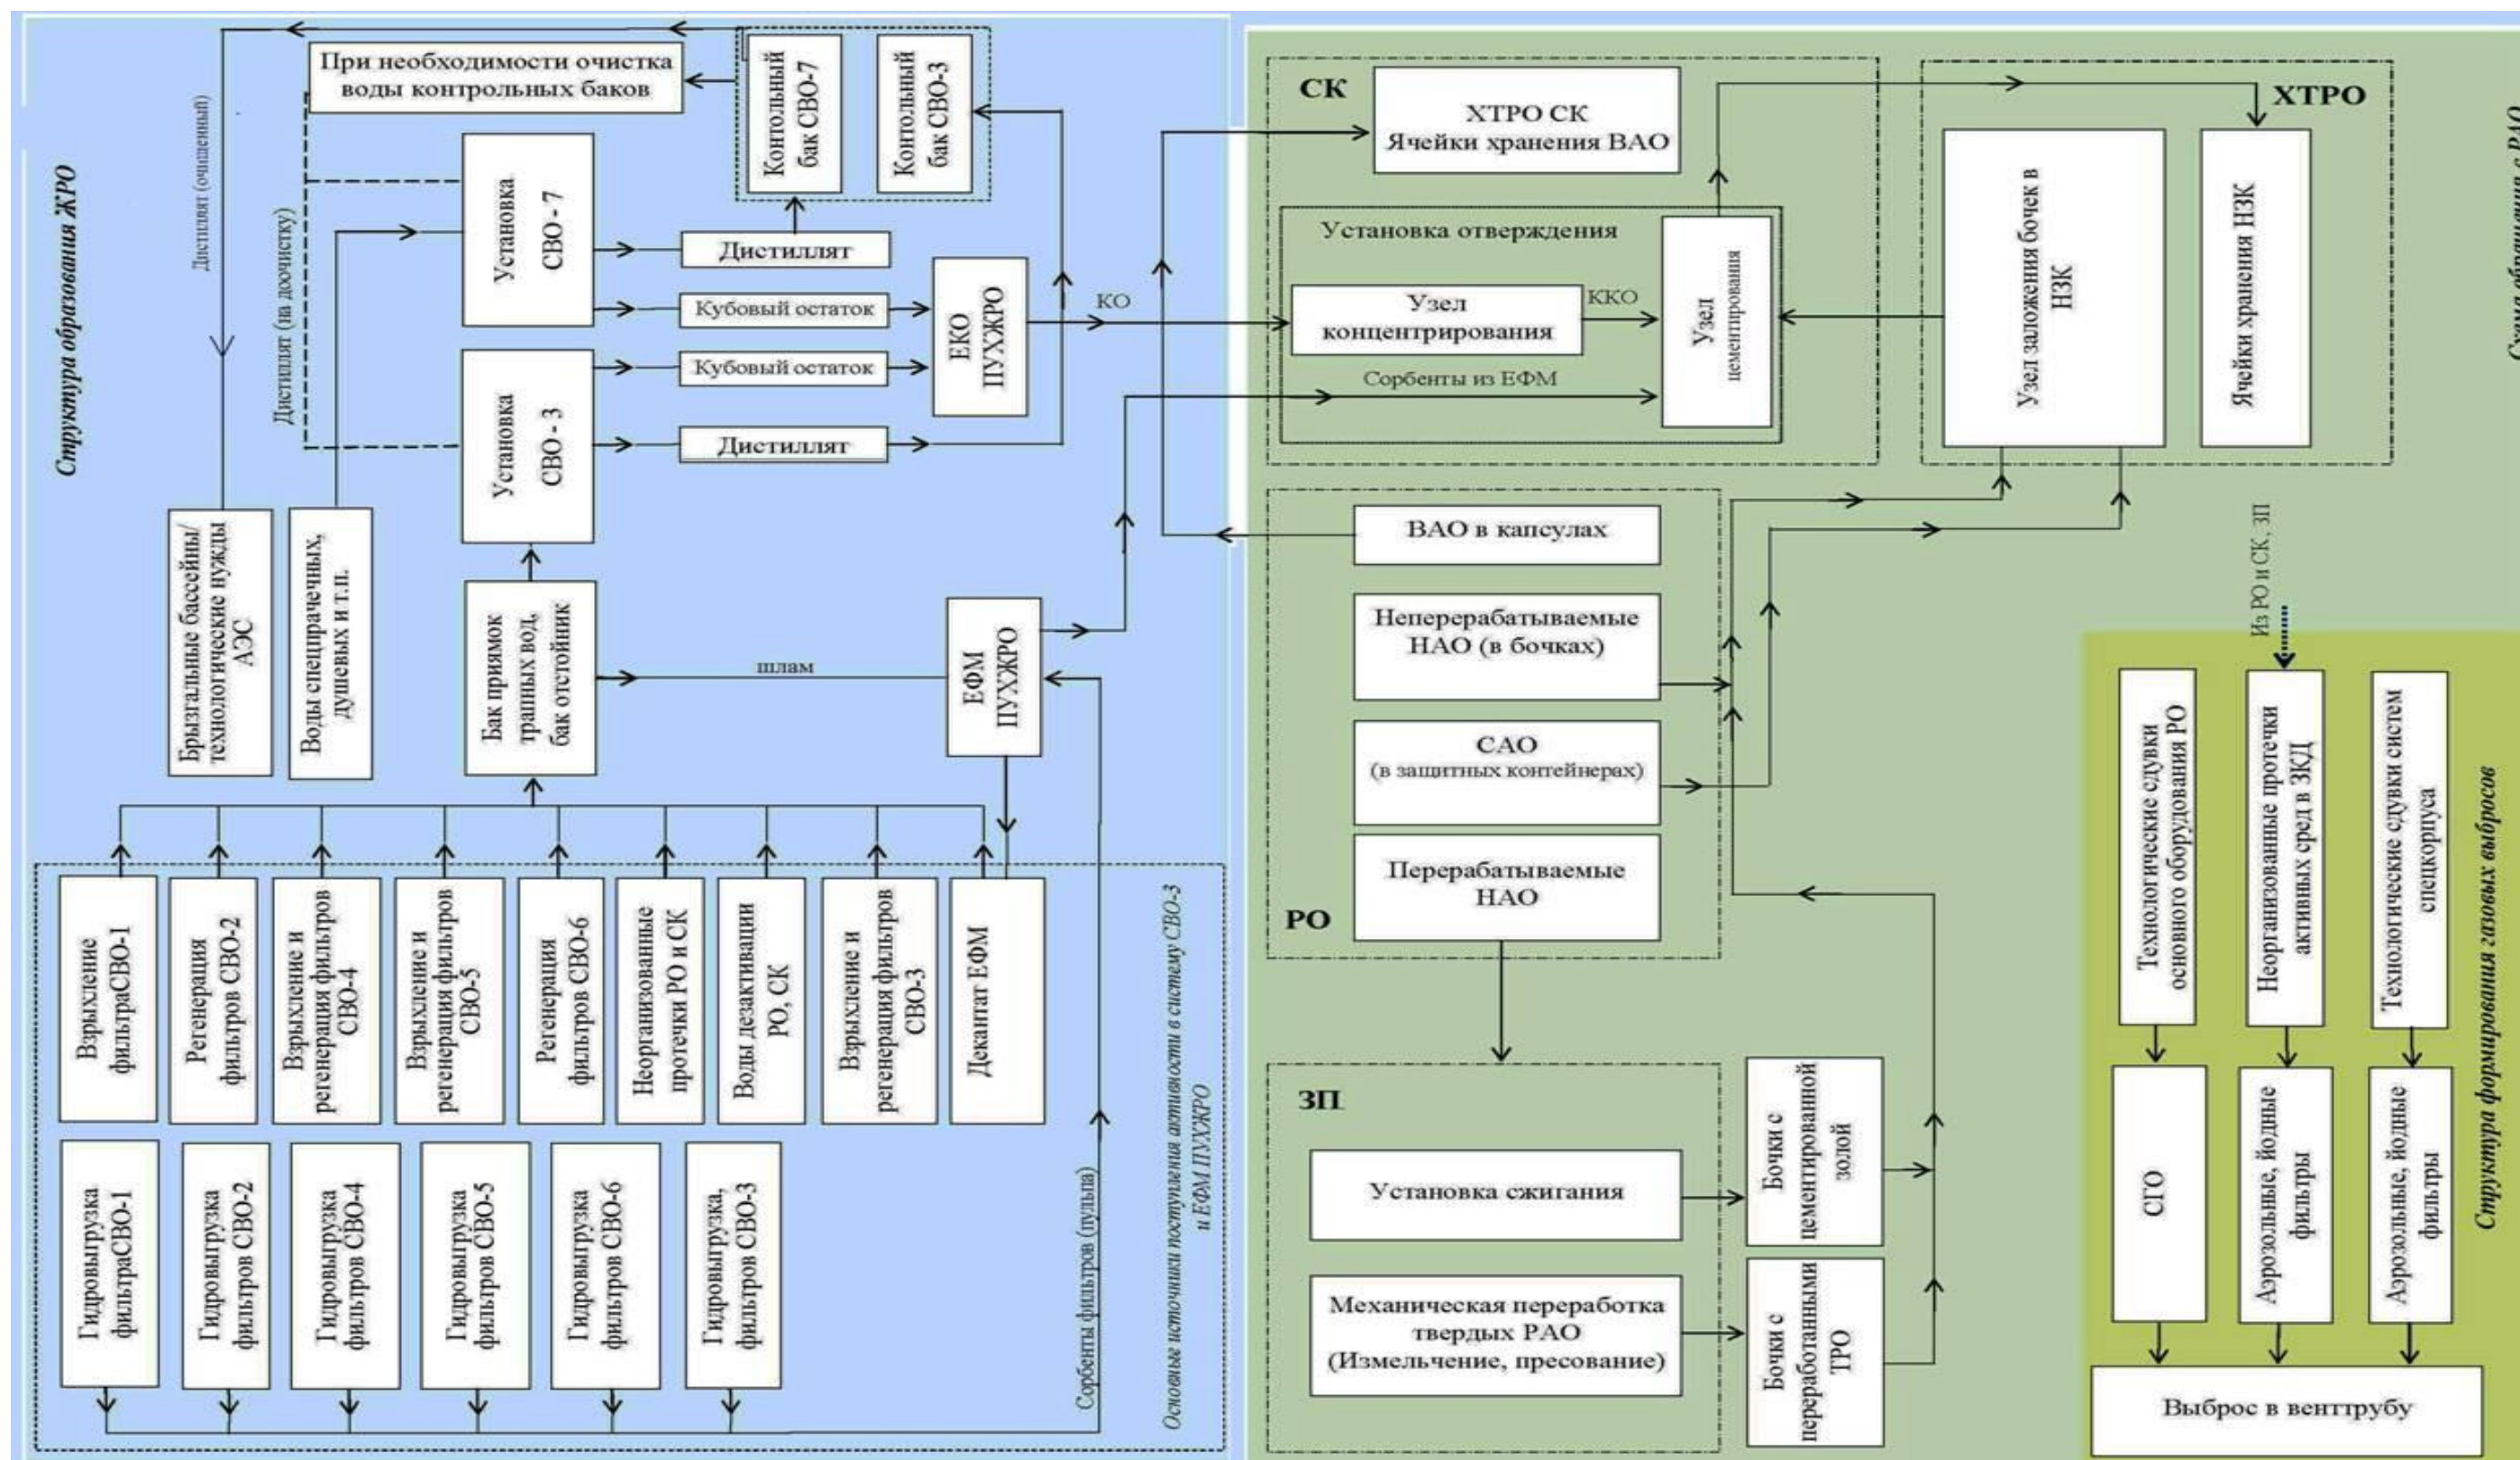 Структура образования ЖРО
Дистиллят (очищенный)
Дистиллят (на доочистку)
При необходимости очистка
воды контрольных баков
Контольный
бак СВО-7
Контольный
бак СВО-3
Установка
СВО - 7
Дистиллят
Кубовый остаток
Установка
СВО - 3
Кубовый остаток
Дистиллят
ЕКО
ПУХЖРО
КО
Брызгальные бассейны/
технологические нужды
АЭС
Воды спецпрачечных,
душевых и т.п.
Бак приямок
трапных вод,
бак отстойник
шлам
ЕФМ
ПУХЖРО
Взрыхление
фильтраСВО-1
Регенерация
фильтров СВО-2
Взрыхление и
регенерация фильтров
СВО-4
Взрыхление и
регенерация фильтров
СВО-5
Регенерация
фильтров СВО-6
Неорганизованные
протечки РО и СК
Воды дезактивации
РО, СК
Взрыхление и
регенерация фильтров
СВО-3
Декантат ЕФМ
Гидровыгрузка
фильтраСВО-1
Гидровыгрузка
фильтров СВО-2
Гидровыгрузка
фильтров СВО-4
Гидровыгрузка
фильтров СВО-5
Гидровыгрузка
фильтров СВО-6
Гидровыгрузка,
фильтров СВО-3
Сорбенты фильтров (пульпа)
Основные источники поступления активности в систему СВО-3
и ЕФМ ПУХЖРО
СК
ХТРО СК
Ячейки хранения ВАО
Установка отверждения
Узел
концентрирования
ККО
Узел
цементирования
Сорбенты из ЕФМ
ХТРО
Узел заложения бочек в
НЗК
Ячейки хранения НЗК
Схема обращения с РАО
РО
ВАО в капсулах
Неперерабатываемые
НАО (в бочках)
САО
(в защитных контейнерах)
Перерабатываемые
НАО
ЗП
Установка сжигания
Механическая переработка
твердых РАО
(Измельчение, пресование)
Бочки с
цементированной
золой
Бочки с
переработанными
ТРО
Из РО и СК, ЗП
Технологические сдувки
основного оборудования РО
Неорганизованные протечки
активных сред в ЗКД
Технологические сдувки систем
спецкорпуса
СГО
Аэрозольные, йодные
фильтры
Аэрозольные, йодные
фильтры
Выброс в венттрубу
Структура формирования газовых выбросов